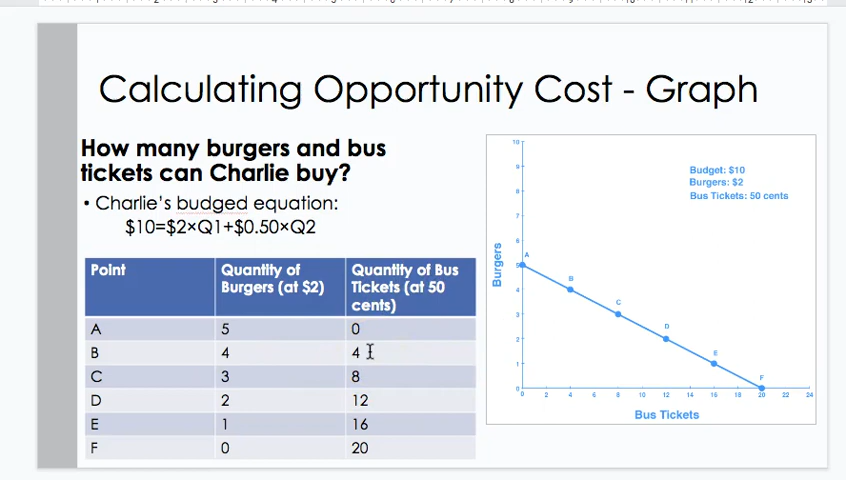 Calculating Opportunity Cost - Graph
How many burgers and bus
tickets can Charlie buy?
• Charlie's budged equation:
$10=$2×Q1+$0.50×Q2
Point Quantity of Burgers (at $2) Quantity of Bus Tickets (at 50 cents)
A 5 0
B 4 4
C 3 8
D 2 12
E 1 16
F 0 20
Budget: $10
Burgers: $2
Bus Tickets: 50 cents
Burgers
10
9
8
7
6
5
4
3
2
1
0
A
B
C
D
E
F
0 2 4 6 8 10 12 14 16 18 20 22 24
Bus Tickets